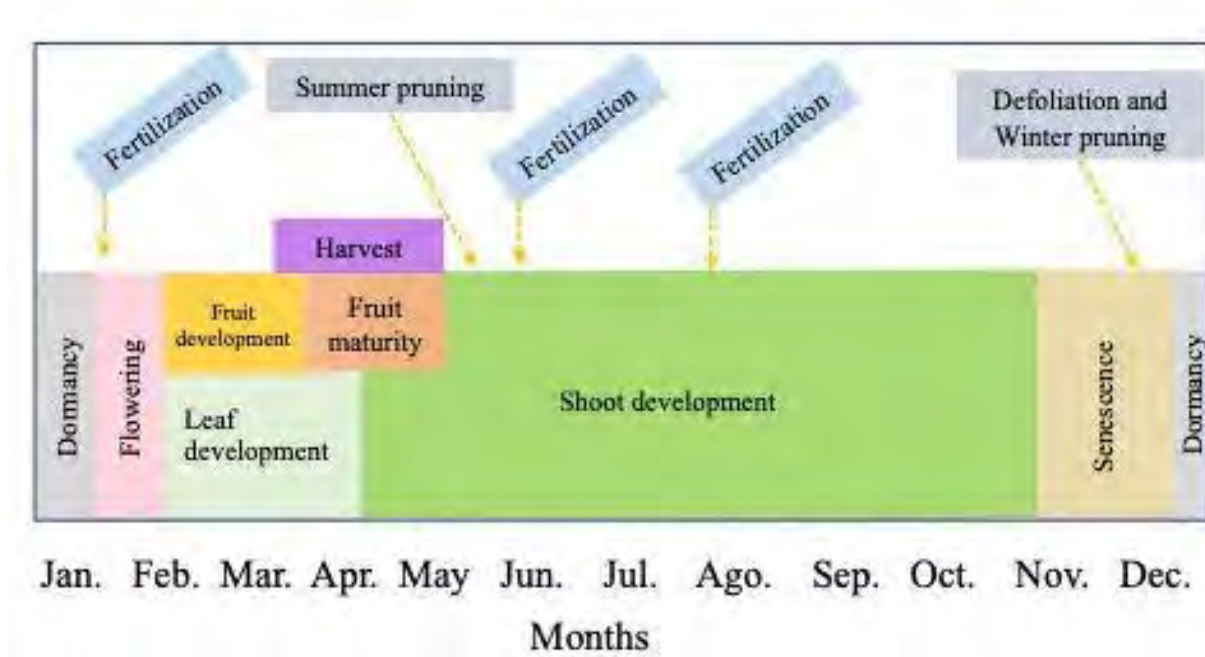 Fertilization
Summer pruning
Fertilization
Fertilization
Defoliation and
Winter pruning
Harvest
Dormancy
Flowering
Fruit
development
Fruit
maturity
Leaf
development
Shoot development
Senescence
Dormancy
Jan. Feb. Mar. Apr. May Jun. Jul. Ago. Sep. Oct. Nov. Dec.
Months